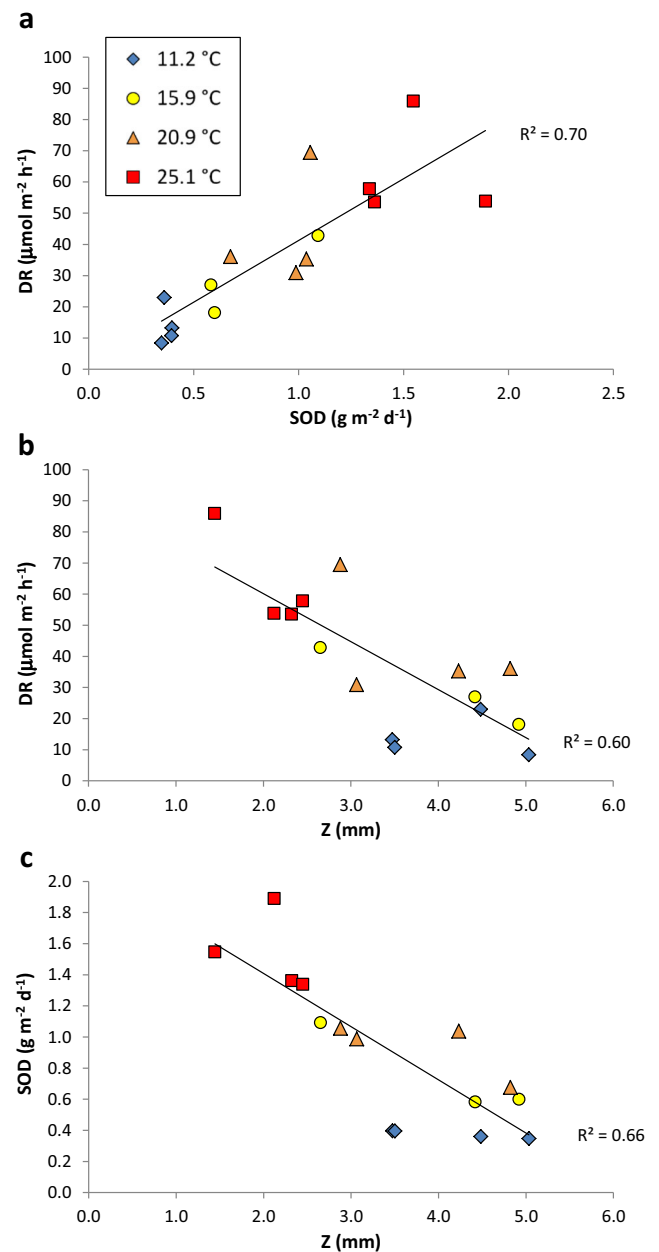 a
11.2 °C
15.9 °C
20.9 °C
25.1 °C
100
90
80
70
60
50
40
30
20
10
0
DR (µmol m⁻² h⁻¹)
R² = 0.70
0.0 0.5 1.0 1.5 2.0 2.5
SOD (g m⁻² d⁻¹)
b
100
90
80
70
60
50
40
30
20
10
0
DR (µmol m⁻² h⁻¹)
R² = 0.60
0.0 1.0 2.0 3.0 4.0 5.0 6.0
Z (mm)
c
2.0
1.8
1.6
1.4
1.2
1.0
0.8
0.6
0.4
0.2
0.0
SOD (g m⁻² d⁻¹)
R² = 0.66
0.0 1.0 2.0 3.0 4.0 5.0 6.0
Z (mm)